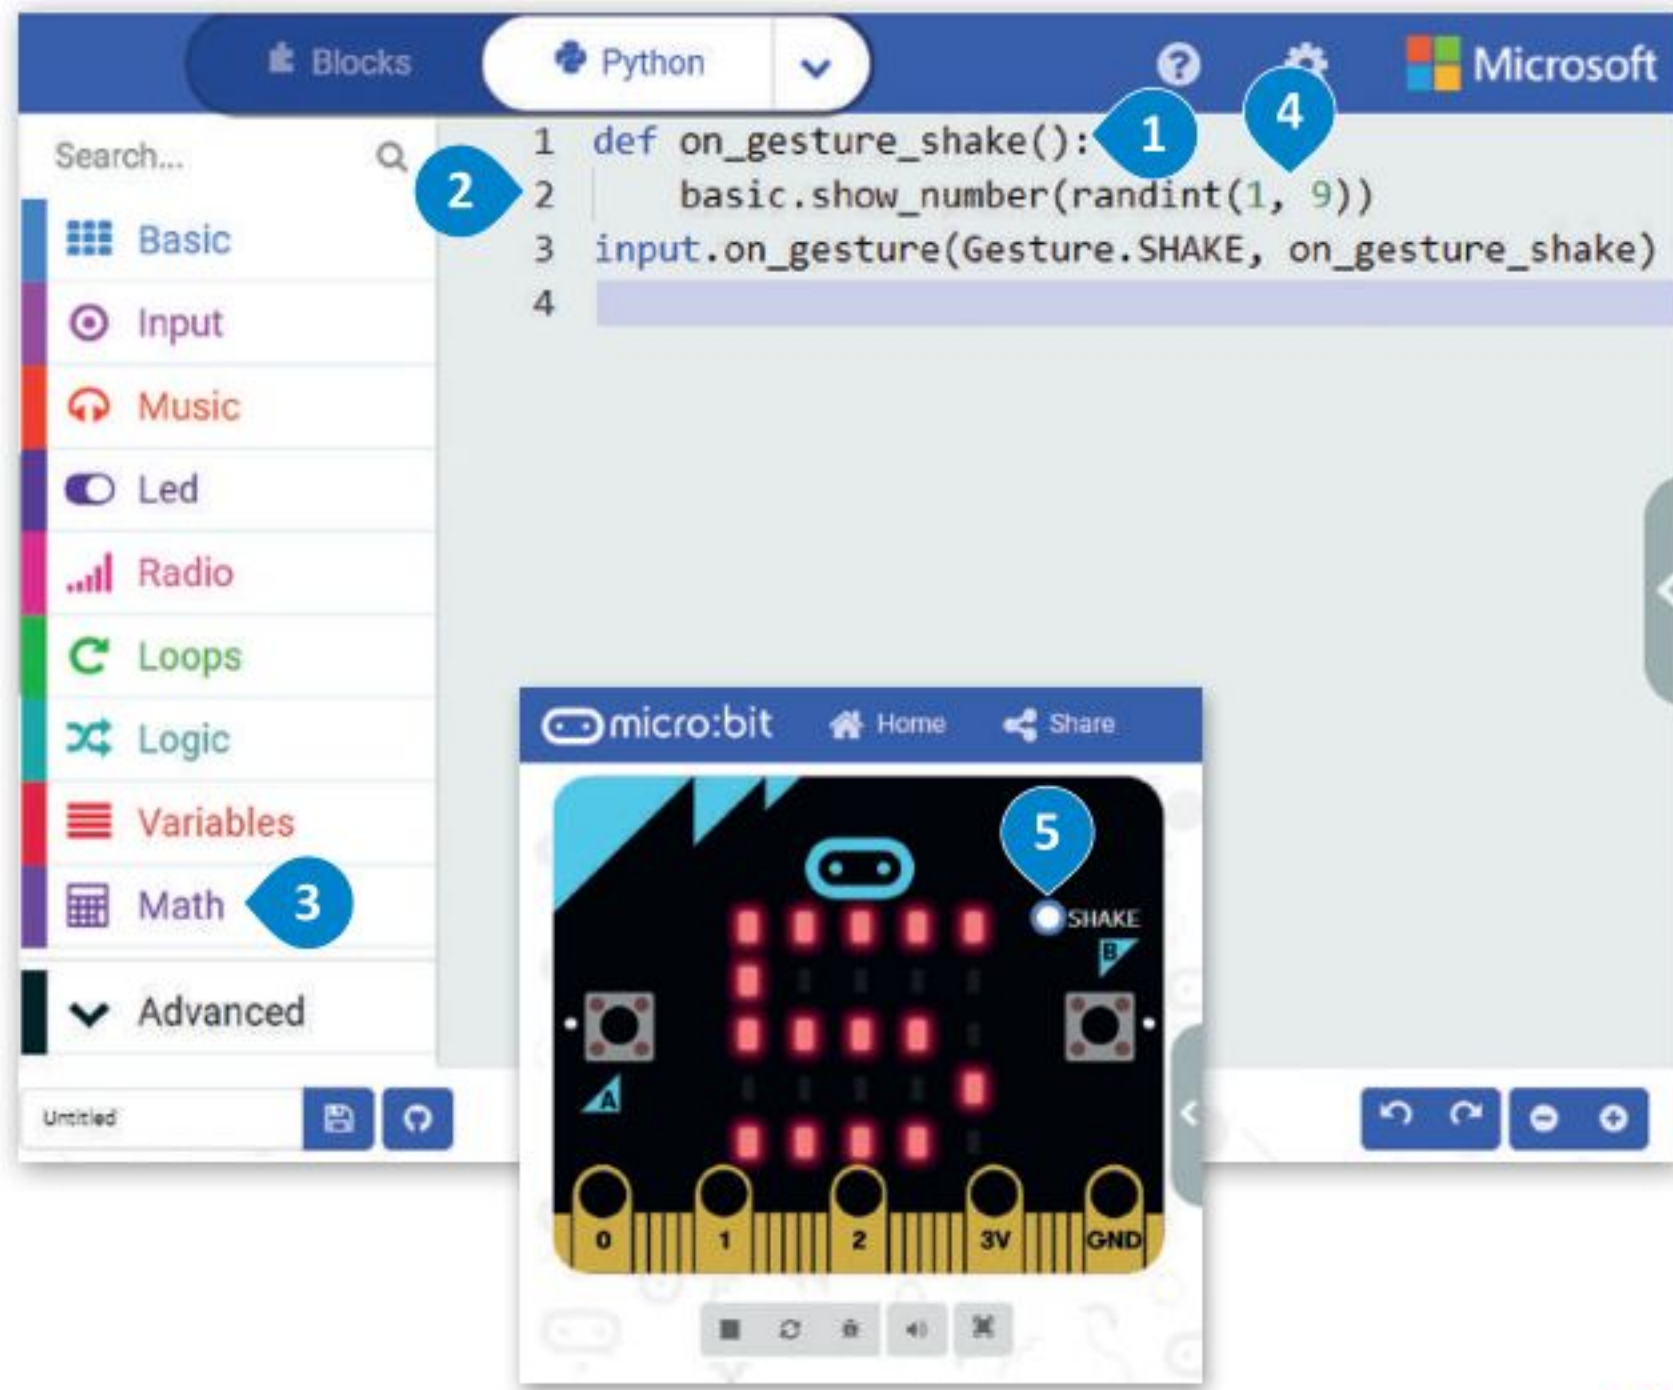 Blocks
Python
Microsoft
Search...
Basic
Input
Music
Led
Radio
Loops
Logic
Variables
Math
Advanced
Untitled
1 def on_gesture_shake():
2 basic.show_number(randint(1, 9))
3 input.on_gesture(Gesture.SHAKE, on_gesture_shake)
4
1
4
2
3
micro:bit Home Share
5
SHAKE
B
A
0 1 2 3V GND